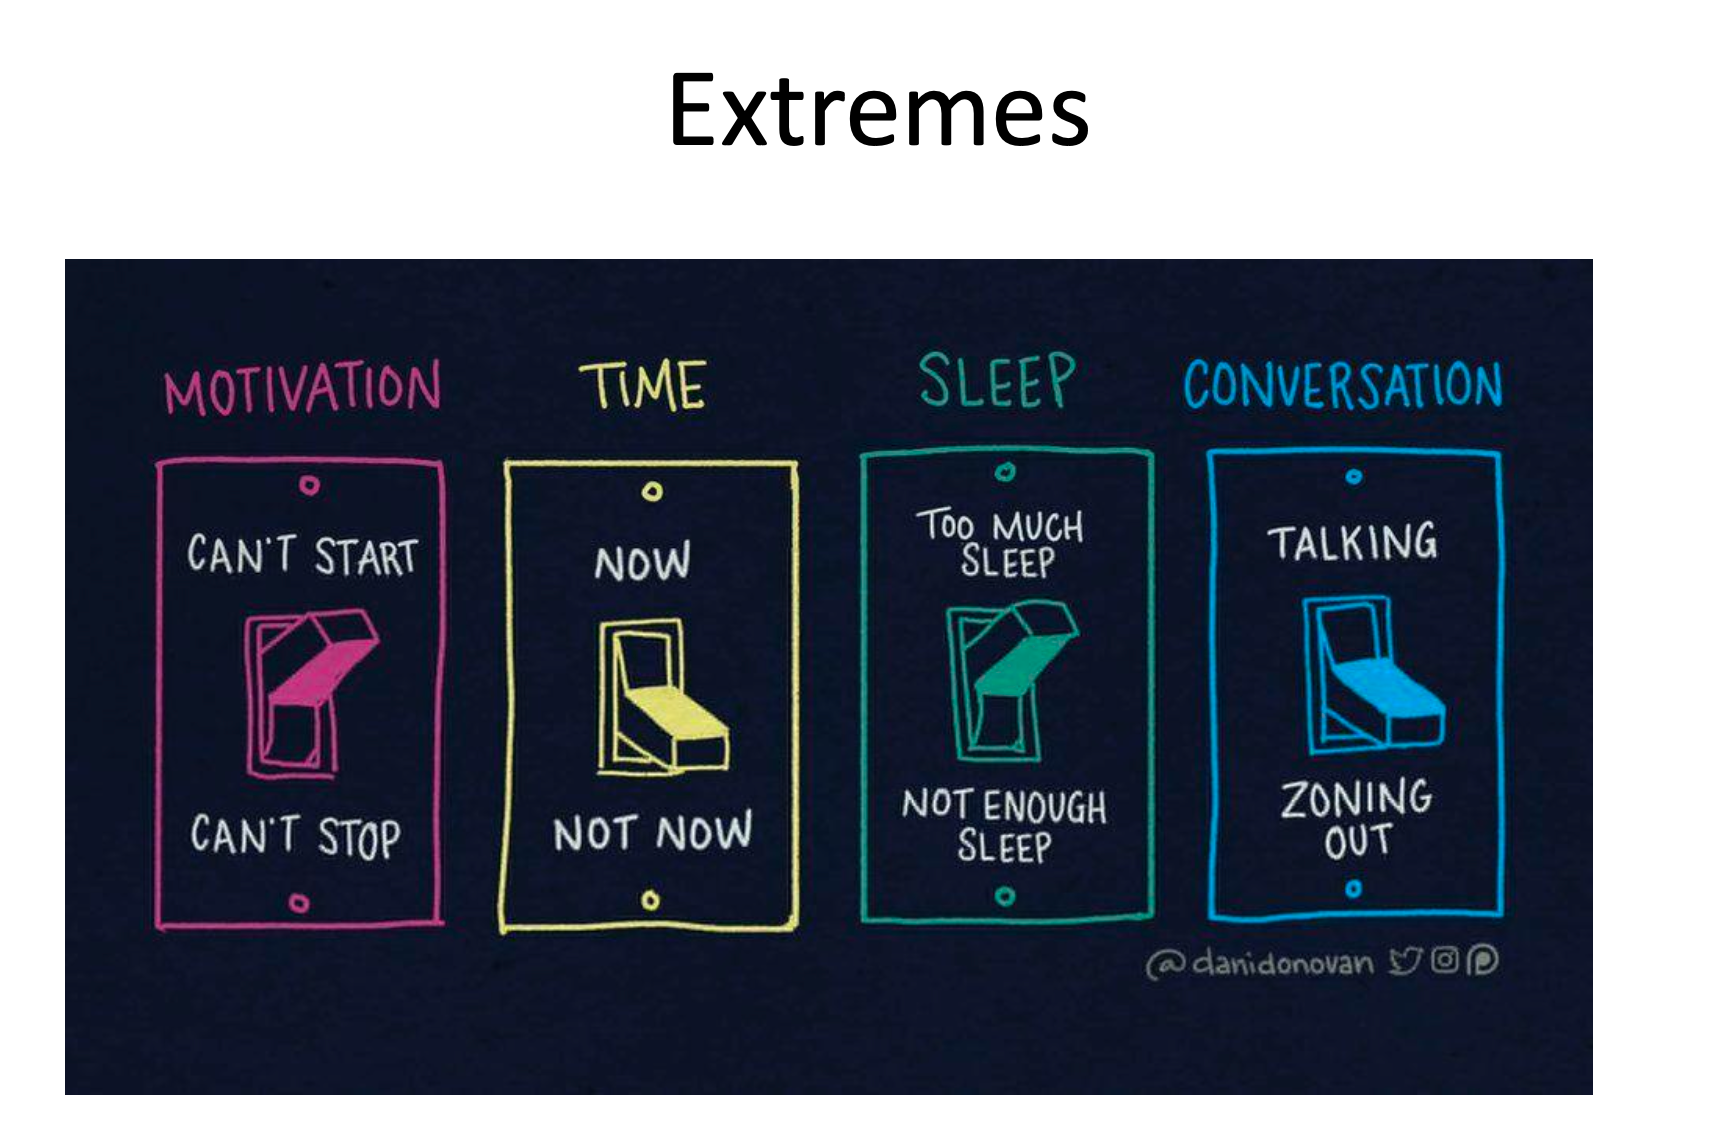 Extremes
MOTIVATION
CAN'T START
CAN'T STOP
TIME
NOW
NOT NOW
SLEEP
TOO MUCH
SLEEP
NOT ENOUGH
SLEEP
CONVERSATION
TALKING
ZONING
OUT
@danidonovan